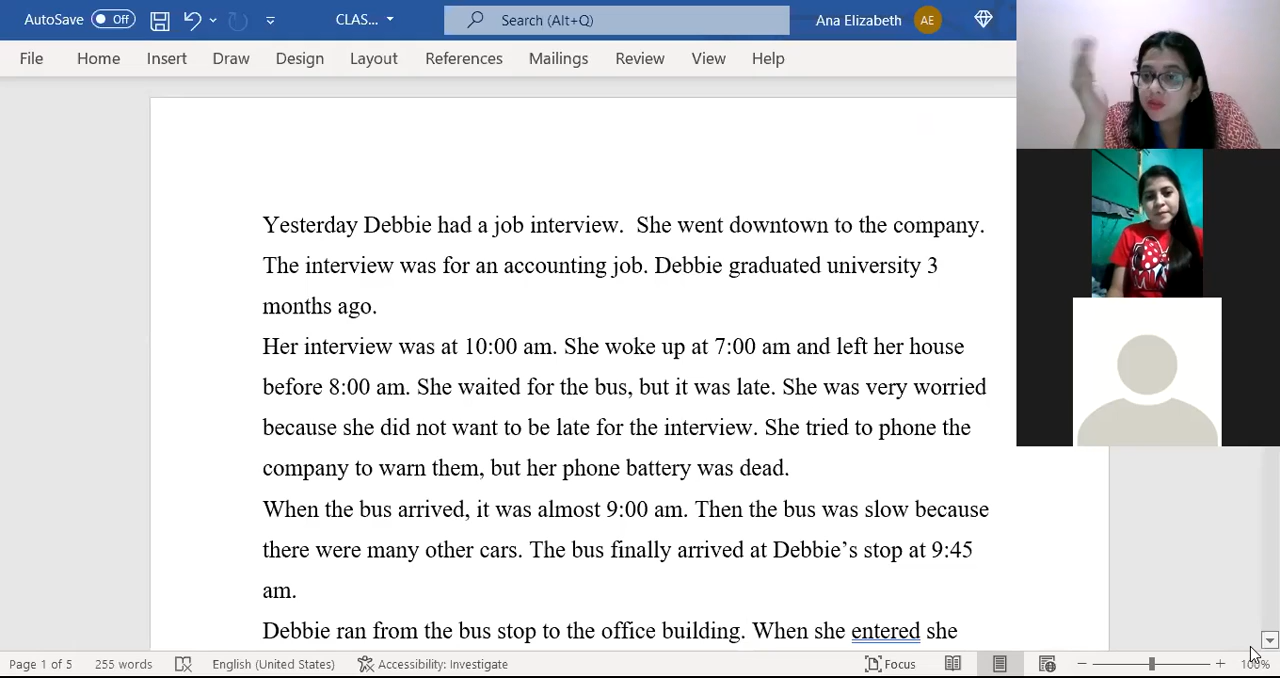 AutoSave Off CLAS... Search (Alt+Q) Ana Elizabeth AE
File Home Insert Draw Design Layout References Mailings Review View Help
Yesterday Debbie had a job interview.  She went downtown to the company.
The interview was for an accounting job. Debbie graduated university 3
months ago.
Her interview was at 10:00 am. She woke up at 7:00 am and left her house
before 8:00 am. She waited for the bus, but it was late. She was very worried
because she did not want to be late for the interview. She tried to phone the
company to warn them, but her phone battery was dead.
When the bus arrived, it was almost 9:00 am. Then the bus was slow because
there were many other cars. The bus finally arrived at Debbie’s stop at 9:45
am.
Debbie ran from the bus stop to the office building. When she entered she
Page 1 of 5 255 words English (United States) Accessibility: Investigate Focus 100%